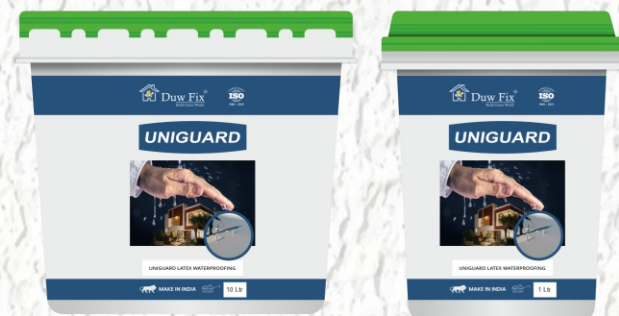 Duw Fix
ISO
UNIGUARD
UNIGUARD LATEX WATERPROOFING
MAKE IN INDIA
10 Ltr
Duw Fix
ISO
UNIGUARD
UNIGUARD LATEX WATERPROOFING
MAKE IN INDIA
1 Ltr